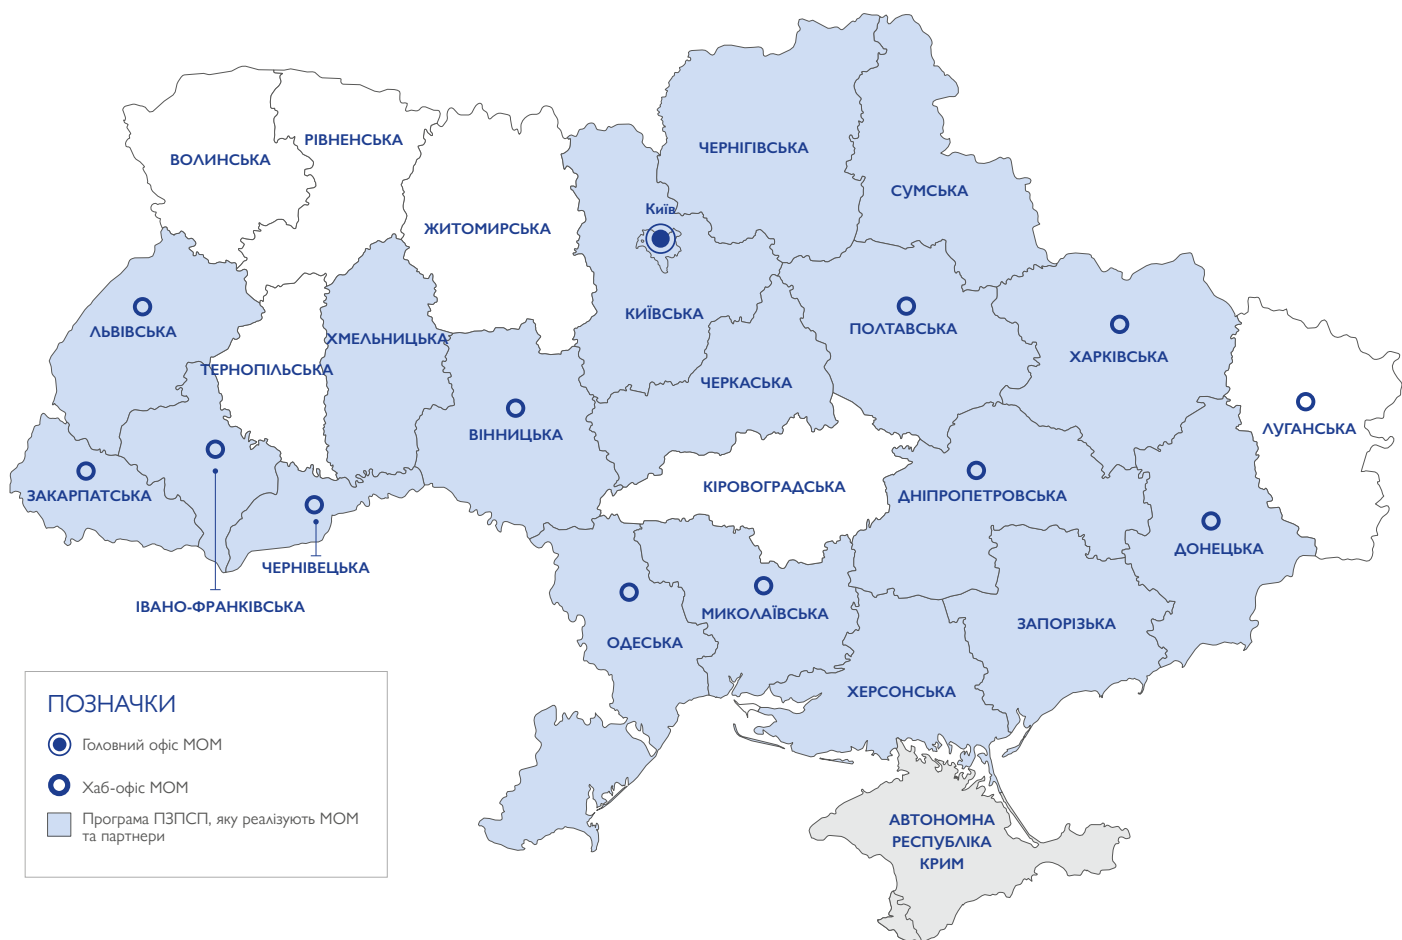 РІВНЕНСЬКА
ВОЛИНСЬКА
ЧЕРНІГІВСЬКА
СУМСЬКА
Київ
ЖИТОМИРСЬКА
КИЇВСЬКА
ЛЬВІВСЬКА
ХМЕЛЬНИЦЬКА
ПОЛТАВСЬКА
ХАРКІВСЬКА
ТЕРНОПІЛЬСЬКА
ЧЕРКАСЬКА
ВІННИЦЬКА
ЛУГАНСЬКА
ЗАКАРПАТСЬКА
КІРОВОГРАДСЬКА
ДНІПРОПЕТРОВСЬКА
ДОНЕЦЬКА
ЧЕРНІВЕЦЬКА
ІВАНО-ФРАНКІВСЬКА
МИКОЛАЇВСЬКА
ЗАПОРІЗЬКА
ОДЕСЬКА
ХЕРСОНСЬКА
АВТОНОМНА
РЕСПУБЛІКА
КРИМ
ПОЗНАЧКИ
Головний офіс МОМ
Хаб-офіс МОМ
Програма ПЗПСП, яку реалізують МОМ
та партнери